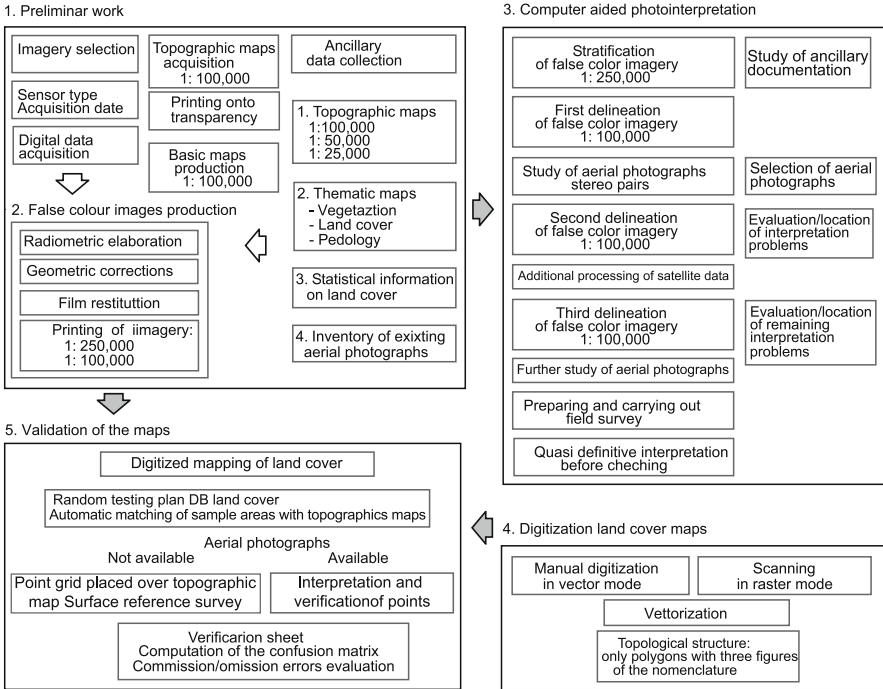 1. Preliminar work
Imagery selection
Sensor type
Acquisition date
Digital data
acquisition
Topographic maps
acquisition
1: 100,000
Printing onto
transparency
Basic maps
production
1: 100,000
Ancillary
data collection
1. Topographic maps
1:100,000
1: 50,000
1: 25,000
2. Thematic maps
- Vegetaztion
- Land cover
- Pedology
3. Statistical information
on land cover
4. Inventory of exixting
aerial photographs
2. False colour images production
Radiometric elaboration
Geometric corrections
Film restituttion
Printing of iimagery:
1: 250,000
1: 100,000
3. Computer aided photointerpretation
Stratification
of false color imagery
1: 250,000
Study of ancillary
documentation
First delineation
of false color imagery
1: 100,000
Study of aerial photographs
stereo pairs
Selection of aerial
photographs
Second delineation
of false color imagery
1: 100,000
Evaluation/location
of interpretation
problems
Additional processing of satellite data
Third delineation
of false color imagery
1: 100,000
Evaluation/location
of remaining
interpretation
problems
Further study of aerial photographs
Preparing and carrying out
field survey
Quasi definitive interpretation
before cheching
4. Digitization land cover maps
Manual digitization
in vector mode
Scanning
in raster mode
Vettorization
Topological structure:
only polygons with three figures
of the nomenclature
5. Validation of the maps
Digitized mapping of land cover
Random testing plan DB land cover
Automatic matching of sample areas with topographics maps
Aerial photographs
Not available
Available
Point grid placed over topographic
map Surface reference survey
Interpretation and
verificationof points
Verificarion sheet
Computation of the confusion matrix
Commission/omission errors evaluation